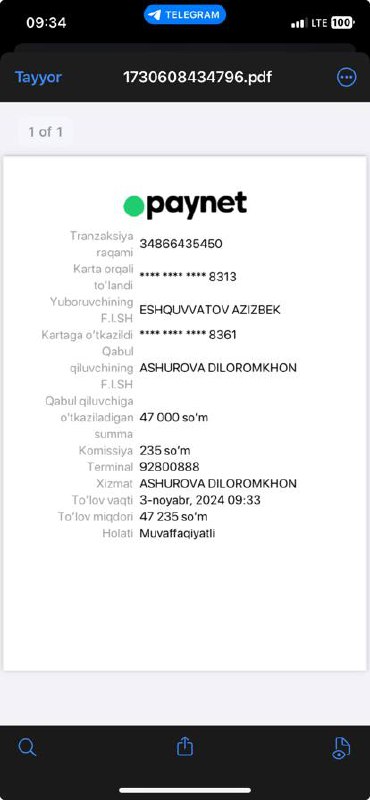 09:34
TELEGRAM
LTE 100
Tayyor
1730608434796.pdf
1 of 1
paynet
Tranzaksiya raqami 34866435450
Karta orqali to'landi **** **** **** 8313
Yuboruvchining F.I.SH ESHQUVVATOV AZIZBEK
Kartaga o'tkazildi **** **** **** 8361
Qabul qiluvchining F.I.SH ASHUROVA DILOROMKHON
Qabul qiluvchiga o'tkaziladigan summa 47 000 so'm
Komissiya 235 so'm
Terminal 92800888
Xizmat ASHUROVA DILOROMKHON
To'lov vaqti 3-noyabr, 2024 09:33
To'lov miqdori 47 235 so'm
Holati Muvaffaqiyatli